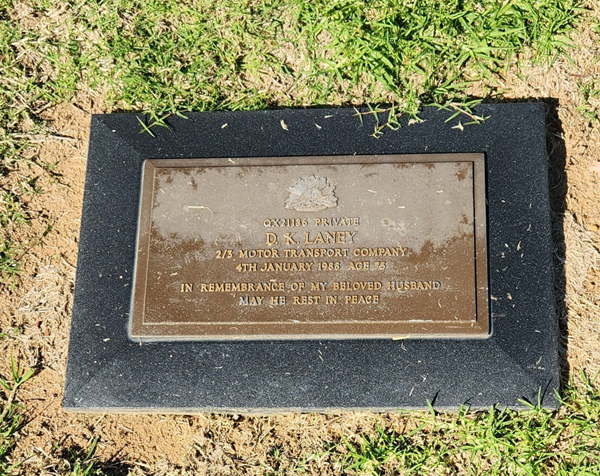 QX21186 PRIVATE
D. K. LANEY
2/3 MOTOR TRANSPORT COMPANY
4TH JANUARY 1988 AGE 75
IN REMEMBRANCE OF MY BELOVED HUSBAND
MAY HE REST IN PEACE